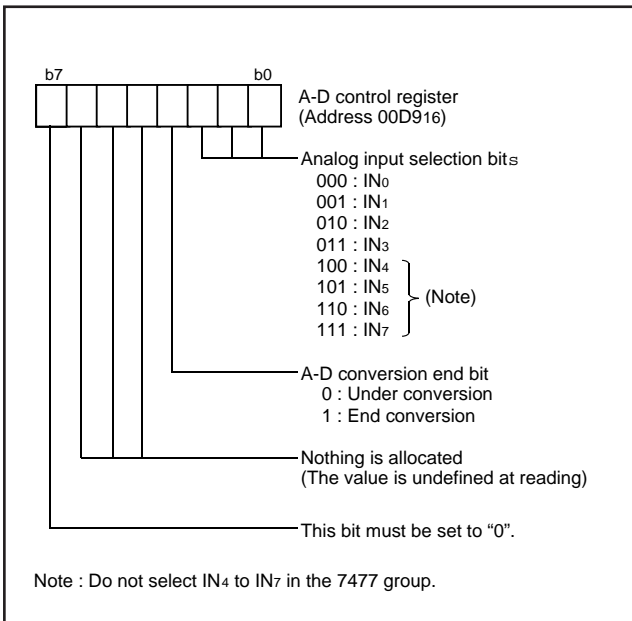 b7 b0
A-D control register
(Address 00D916)
Analog input selection bits
000 : IN0
001 : IN1
010 : IN2
011 : IN3
100 : IN4
101 : IN5
(Note)
110 : IN6
111 : IN7
A-D conversion end bit
0 : Under conversion
1 : End conversion
Nothing is allocated
(The value is undefined at reading)
This bit must be set to “0”.
Note : Do not select IN4 to IN7 in the 7477 group.